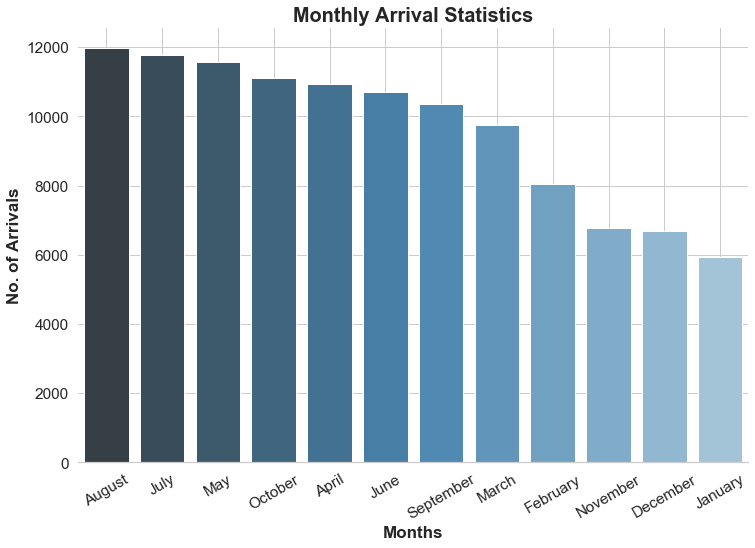 Monthly Arrival Statistics
No. of Arrivals
12000
10000
8000
6000
4000
2000
0
August
July
May
October
April
June
September
March
February
November
December
January
Months